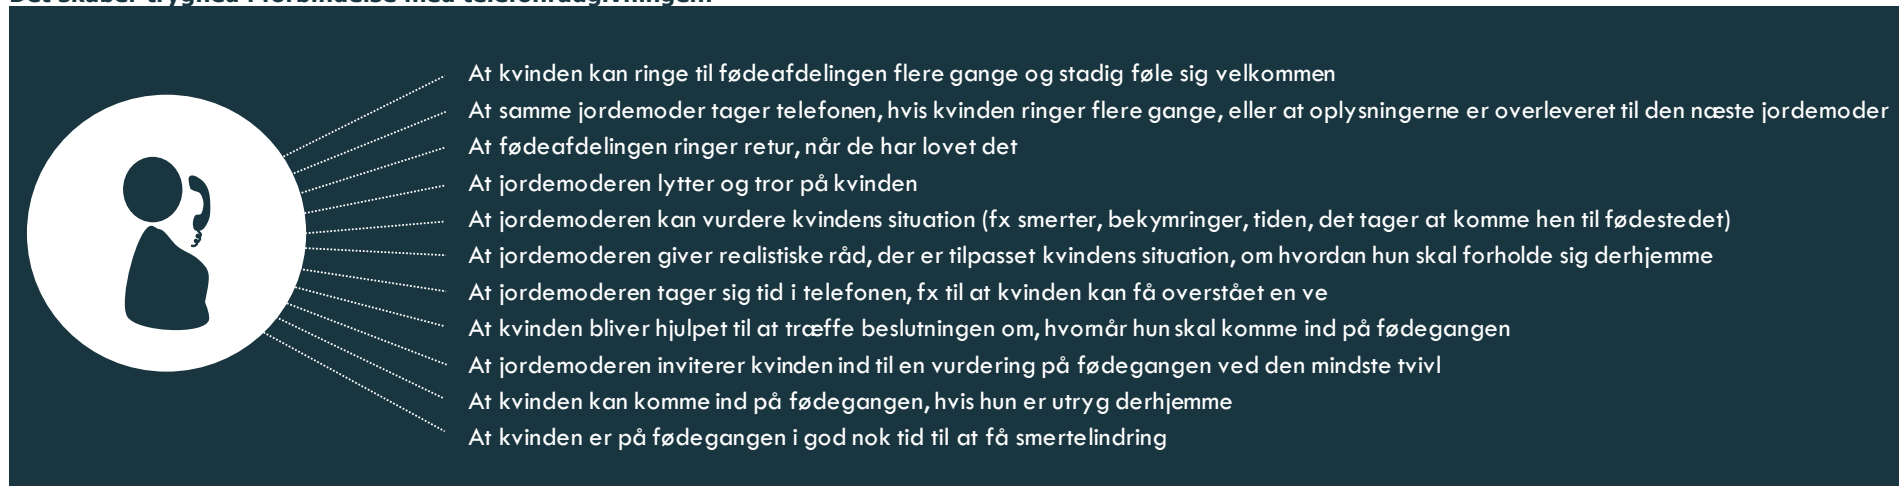 Det skaber tryghed i forbindelse med telefonrådgivningen:
At kvinden kan ringe til fødeafdelingen flere gange og stadig føle sig velkommen
At samme jordemoder tager telefonen, hvis kvinden ringer flere gange, eller at oplysningerne er overleveret til den næste jordemoder
At fødeafdelingen ringer retur, når de har lovet det
At jordemoderen lytter og tror på kvinden
At jordemoderen kan vurdere kvindens situation (fx smerter, bekymringer, tiden, det tager at komme hen til fødestedet)
At jordemoderen giver realistiske råd, der er tilpasset kvindens situation, om hvordan hun skal forholde sig derhjemme
At jordemoderen tager sig tid i telefonen, fx til at kvinden kan få overstået en ve
At kvinden bliver hjulpet til at træffe beslutningen om, hvornår hun skal komme ind på fødegangen
At jordemoderen inviterer kvinden ind til en vurdering på fødegangen ved den mindste tvivl
At kvinden kan komme ind på fødegangen, hvis hun er utryg derhjemme
At kvinden er på fødegangen i god nok tid til at få smertelindring